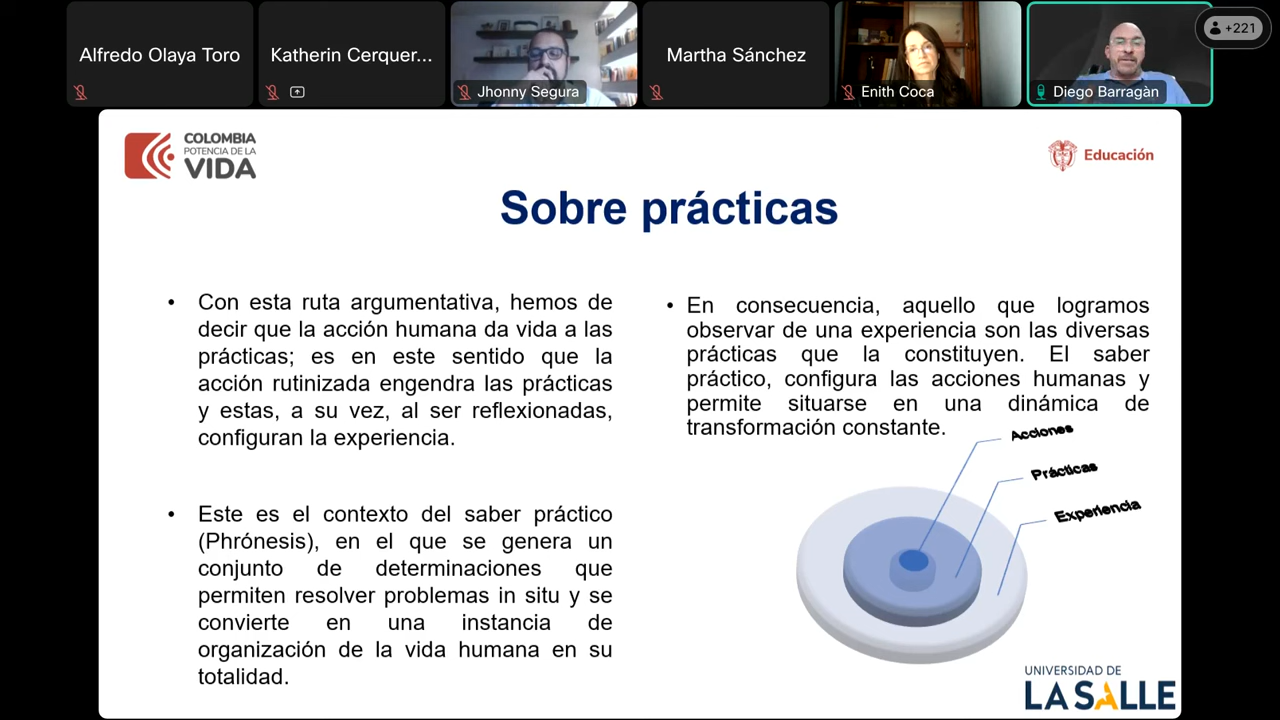 Alfredo Olaya Toro
Katherin Cerquer...
Jhonny Segura
Martha Sánchez
Enith Coca
Diego Barragàn
+221
COLOMBIA
POTENCIA DE LA
VIDA
Educación
Sobre prácticas
• Con esta ruta argumentativa, hemos de
decir que la acción humana da vida a las
prácticas; es en este sentido que la
acción rutinizada engendra las prácticas
y estas, a su vez, al ser reflexionadas,
configuran la experiencia.
• Este es el contexto del saber práctico
(Phrónesis), en el que se genera un
conjunto de determinaciones que
permiten resolver problemas in situ y se
convierte en una instancia de
organización de la vida humana en su
totalidad.
• En consecuencia, aquello que logramos
observar de una experiencia son las diversas
prácticas que la constituyen. El saber
práctico, configura las acciones humanas y
permite situarse en una dinámica de
transformación constante.
Acciones
Prácticas
Experiencia
UNIVERSIDAD DE
LASALLE